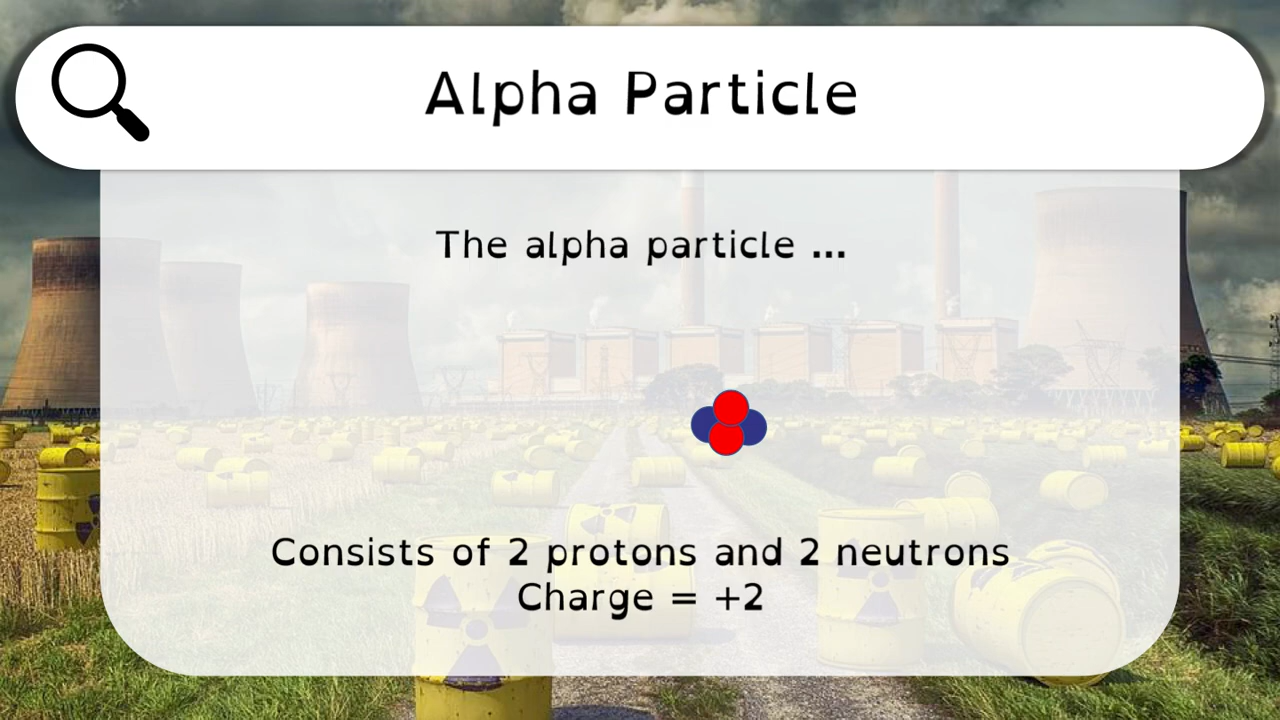 Alpha Particle
The alpha particle ...
Consists of 2 protons and 2 neutrons
Charge = +2